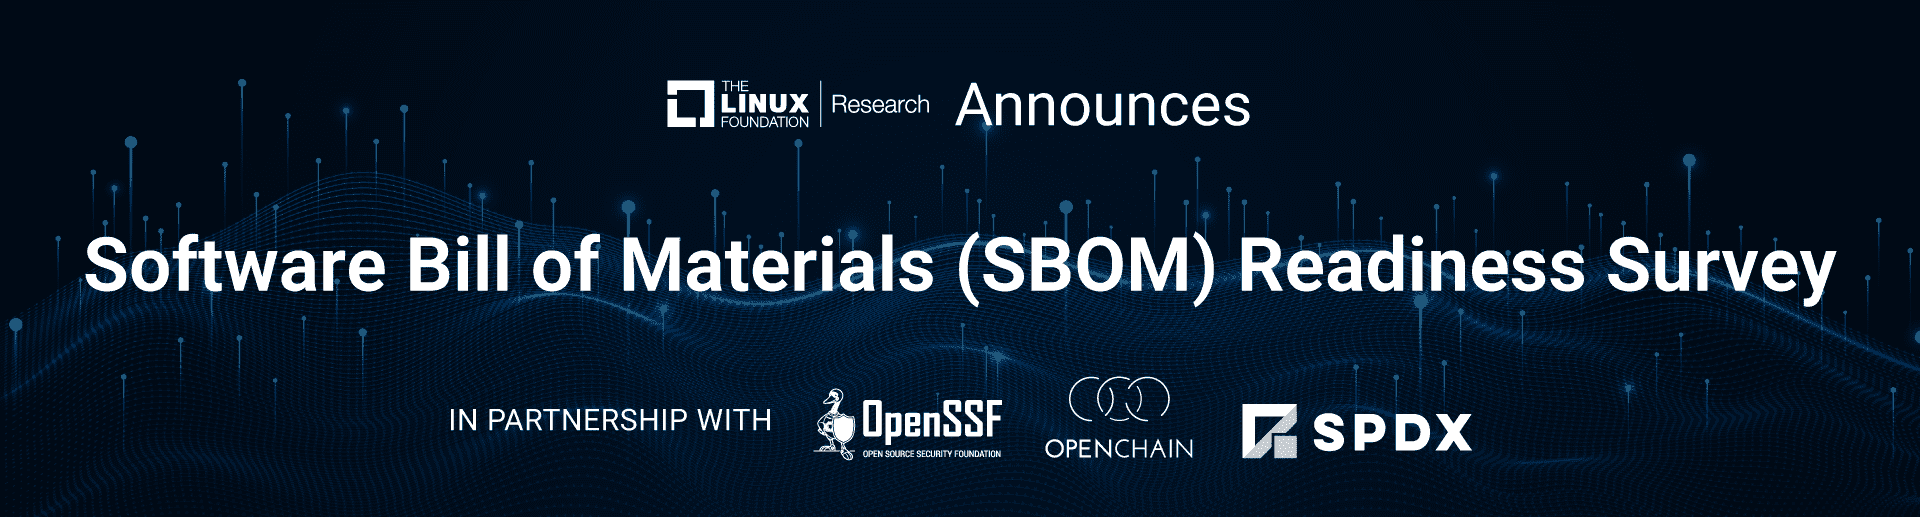 THE LINUX FOUNDATION Research Announces
Software Bill of Materials (SBOM) Readiness Survey
IN PARTNERSHIP WITH
OpenSSF
OPEN SOURCE SECURITY FOUNDATION
OPENCHAIN
SPDX